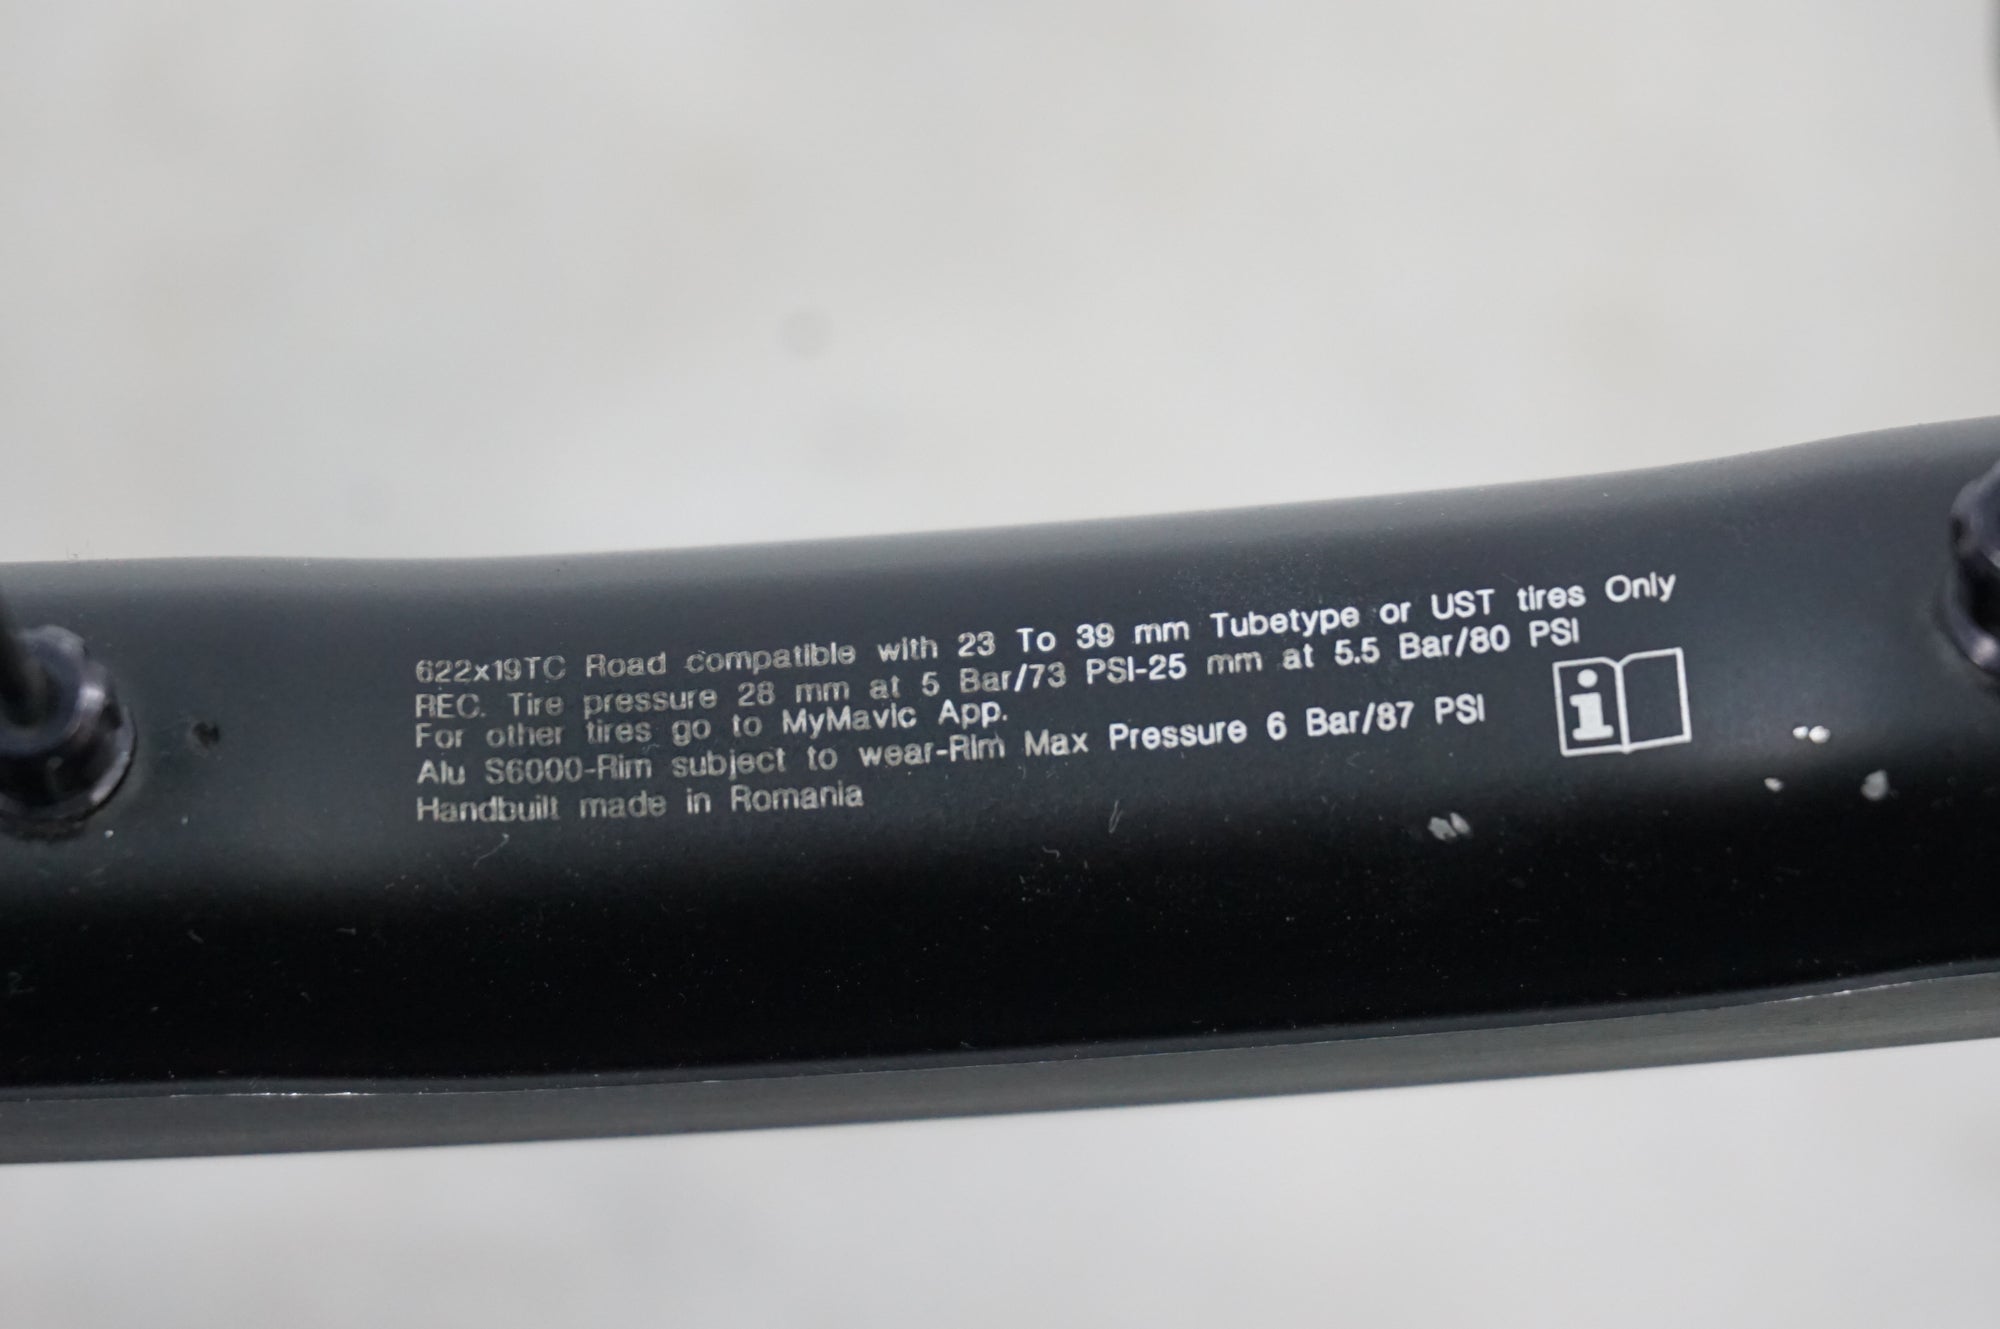 622x19TC Road compatible with 23 To 39 mm Tubetype or UST tires Only
REC. Tire pressure 28 mm at 5 Bar/73 PSI-25 mm at 5.5 Bar/80 PSI
For other tires go to MyMavic App.
Alu S6000-Rim subject to wear-Rim Max Pressure 6 Bar/87 PSI
Handbuilt made in Romania
i